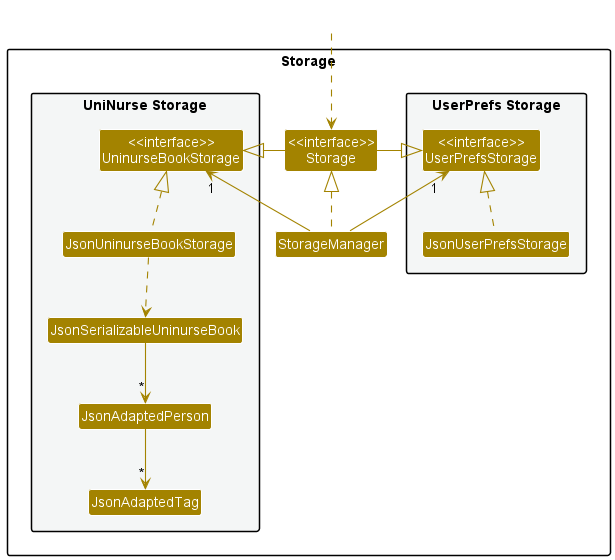 Storage
UniNurse Storage
UserPrefs Storage
<<interface>>
UninurseBookStorage
<<interface>>
Storage
<<interface>>
UserPrefsStorage
1
1
JsonUninurseBookStorage
StorageManager
JsonUserPrefsStorage
JsonSerializableUninurseBook
*
JsonAdaptedPerson
*
JsonAdaptedTag